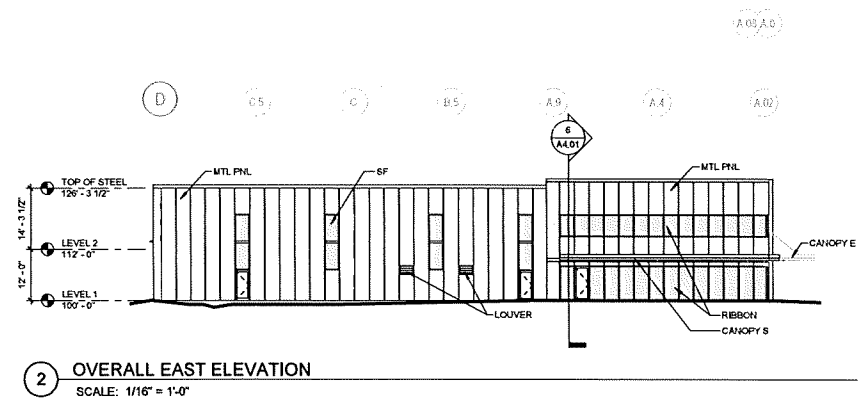 A.08 A.0
D
C.5
C
B.5
A.9
A.4
A.02
6
A4.01
MTL PNL
SF
MTL PNL
TOP OF STEEL
126' - 3 1/2"
14' - 3 1/2"
LEVEL 2
112' - 0"
CANOPY E
12' - 0"
LEVEL 1
100' - 0"
LOUVER
RIBBON
CANOPY S
2
OVERALL EAST ELEVATION
SCALE: 1/16" = 1'-0"